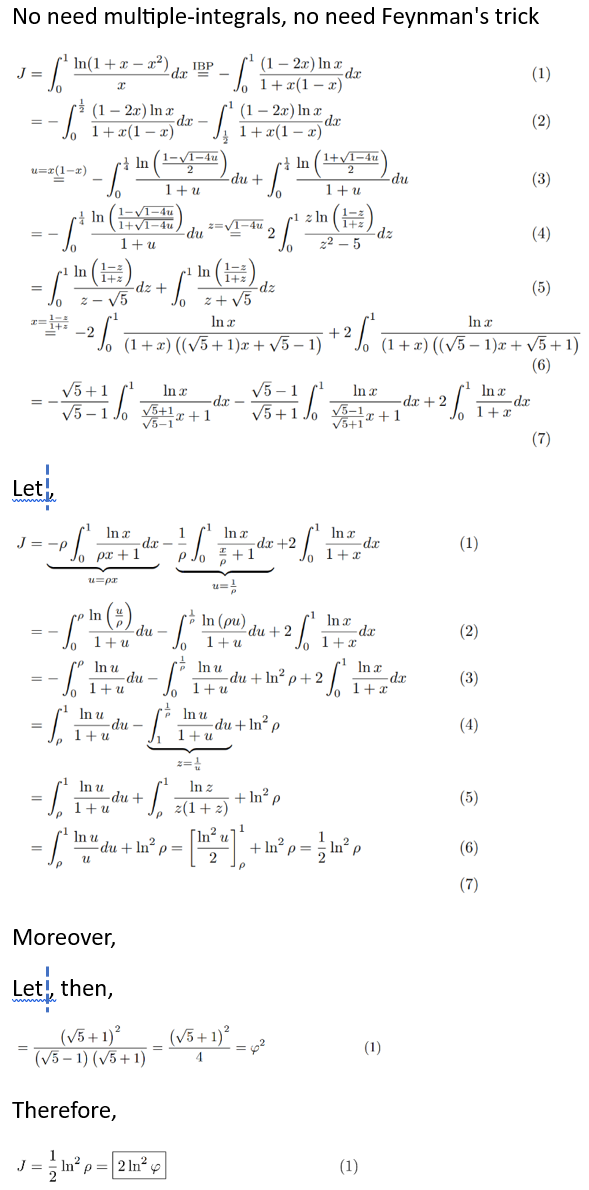 No need multiple-integrals, no need Feynman's trick
$J = \int_0^1 \frac{\ln(1+x-x^2)}{x} dx \overset{\text{IBP}}{=} -\int_0^1 \frac{(1-2x)\ln x}{1+x(1-x)} dx$ (1)
$= -\int_0^{\frac{1}{2}} \frac{(1-2x)\ln x}{1+x(1-x)} dx - \int_{\frac{1}{2}}^1 \frac{(1-2x)\ln x}{1+x(1-x)} dx$ (2)
$\overset{u=x(1-x)}{=} -\int_0^{\frac{1}{4}} \frac{\ln\left(\frac{1-\sqrt{1-4u}}{2}\right)}{1+u} du + \int_0^{\frac{1}{4}} \frac{\ln\left(\frac{1+\sqrt{1-4u}}{2}\right)}{1+u} du$ (3)
$= -\int_0^{\frac{1}{4}} \frac{\ln\left(\frac{1-\sqrt{1-4u}}{1+\sqrt{1-4u}}\right)}{1+u} du \overset{z=\sqrt{1-4u}}{=} 2\int_0^1 \frac{z\ln\left(\frac{1-z}{1+z}\right)}{z^2-5} dz$ (4)
$= \int_0^1 \frac{\ln\left(\frac{1-z}{1+z}\right)}{z-\sqrt{5}} dz + \int_0^1 \frac{\ln\left(\frac{1-z}{1+z}\right)}{z+\sqrt{5}} dz$ (5)
$\overset{x=\frac{1-z}{1+z}}{=} -2\int_0^1 \frac{\ln x}{(1+x)\left((\sqrt{5}+1)x+\sqrt{5}-1\right)} + 2\int_0^1 \frac{\ln x}{(1+x)\left((\sqrt{5}-1)x+\sqrt{5}+1\right)}$
(6)
$= -\frac{\sqrt{5}+1}{\sqrt{5}-1} \int_0^1 \frac{\ln x}{\frac{\sqrt{5}+1}{\sqrt{5}-1}x+1} dx - \frac{\sqrt{5}-1}{\sqrt{5}+1} \int_0^1 \frac{\ln x}{\frac{\sqrt{5}-1}{\sqrt{5}+1}x+1} dx + 2\int_0^1 \frac{\ln x}{1+x} dx$
(7)
Let ,
$J = \underbrace{-\rho \int_0^1 \frac{\ln x}{\rho x+1} dx}_{u=\rho x} - \underbrace{\frac{1}{\rho} \int_0^1 \frac{\ln x}{\frac{x}{\rho}+1} dx}_{u=\frac{1}{\rho}} + 2\int_0^1 \frac{\ln x}{1+x} dx$ (1)
$= -\int_0^{\rho} \frac{\ln\left(\frac{u}{\rho}\right)}{1+u} du - \int_0^{\frac{1}{\rho}} \frac{\ln(\rho u)}{1+u} du + 2\int_0^1 \frac{\ln x}{1+x} dx$ (2)
$= -\int_0^{\rho} \frac{\ln u}{1+u} du - \int_0^{\frac{1}{\rho}} \frac{\ln u}{1+u} du + \ln^2 \rho + 2\int_0^1 \frac{\ln x}{1+x} dx$ (3)
$= \int_{\rho}^1 \frac{\ln u}{1+u} du - \underbrace{\int_1^{\frac{1}{\rho}} \frac{\ln u}{1+u} du}_{z=\frac{1}{u}} + \ln^2 \rho$ (4)
$= \int_{\rho}^1 \frac{\ln u}{1+u} du + \int_{\rho}^1 \frac{\ln z}{z(1+z)} + \ln^2 \rho$ (5)
$= \int_{\rho}^1 \frac{\ln u}{u} du + \ln^2 \rho = \left[\frac{\ln^2 u}{2}\right]_{\rho}^1 + \ln^2 \rho = \frac{1}{2} \ln^2 \rho$ (6)
(7)
Moreover,
Let , then,
$= \frac{(\sqrt{5}+1)^2}{(\sqrt{5}-1)(\sqrt{5}+1)} = \frac{(\sqrt{5}+1)^2}{4} = \varphi^2$ (1)
Therefore,
$J = \frac{1}{2} \ln^2 \rho = \boxed{2\ln^2 \varphi}$ (1)